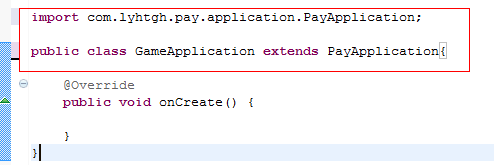 import com.lyhtgh.pay.application.PayApplication;
public class GameApplication extends PayApplication{
@Override
public void onCreate() {
}
}